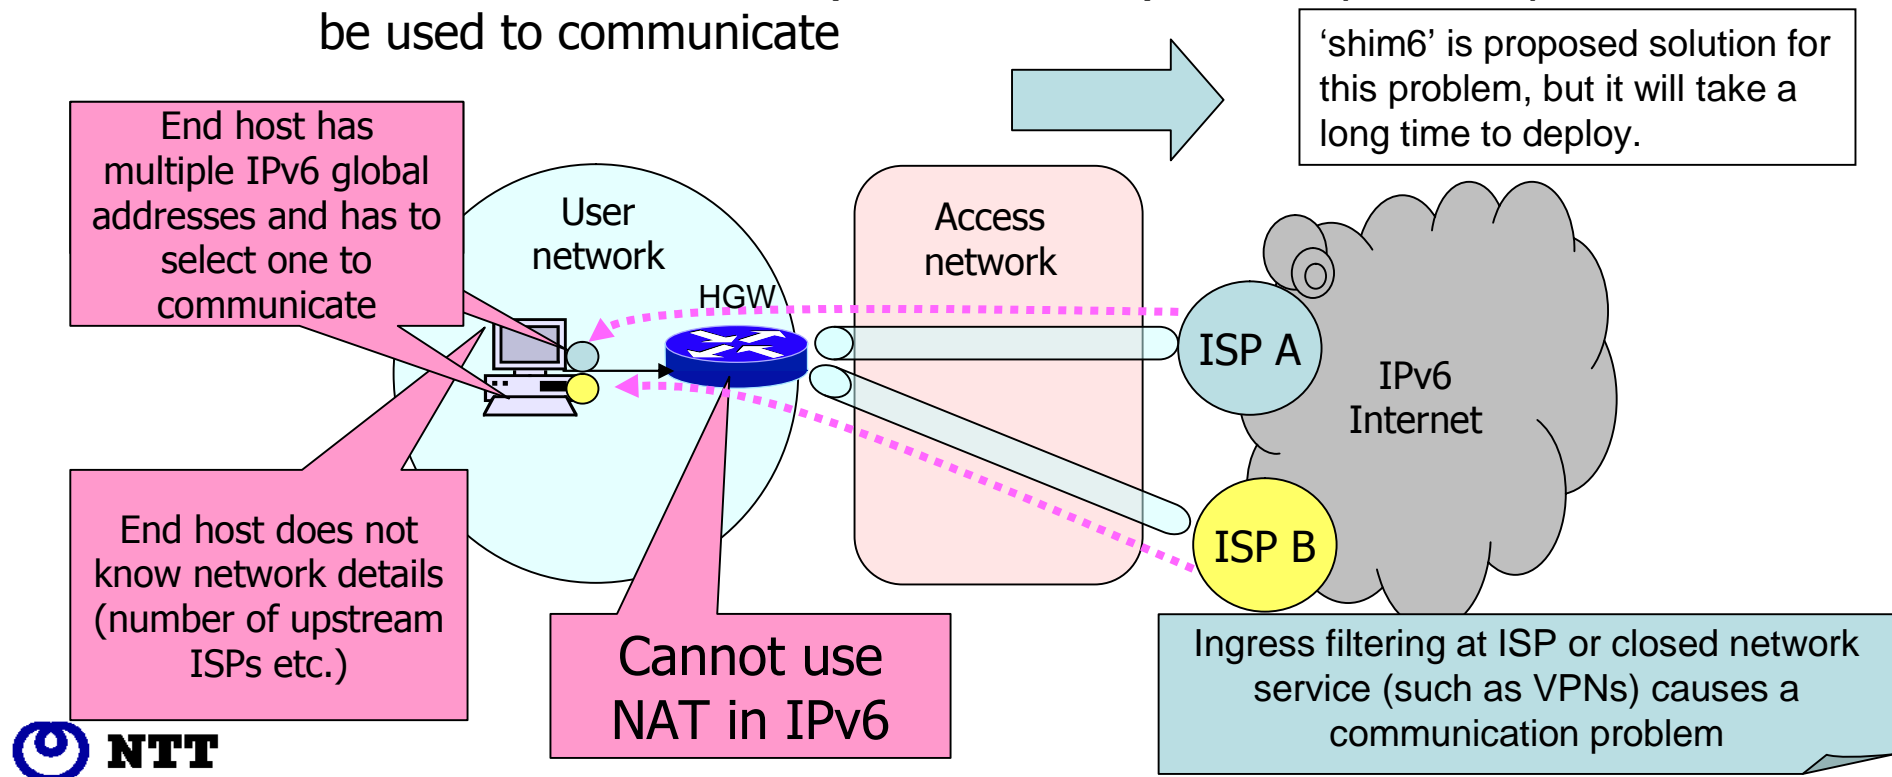 be used to communicate
‘shim6’ is proposed solution for
this problem, but it will take a
long time to deploy.
End host has
multiple IPv6 global
addresses and has to
select one to
communicate
User
network
HGW
Access
network
ISP A
IPv6
Internet
ISP B
End host does not
know network details
(number of upstream
ISPs etc.)
Cannot use
NAT in IPv6
Ingress filtering at ISP or closed network
service (such as VPNs) causes a
communication problem
NTT